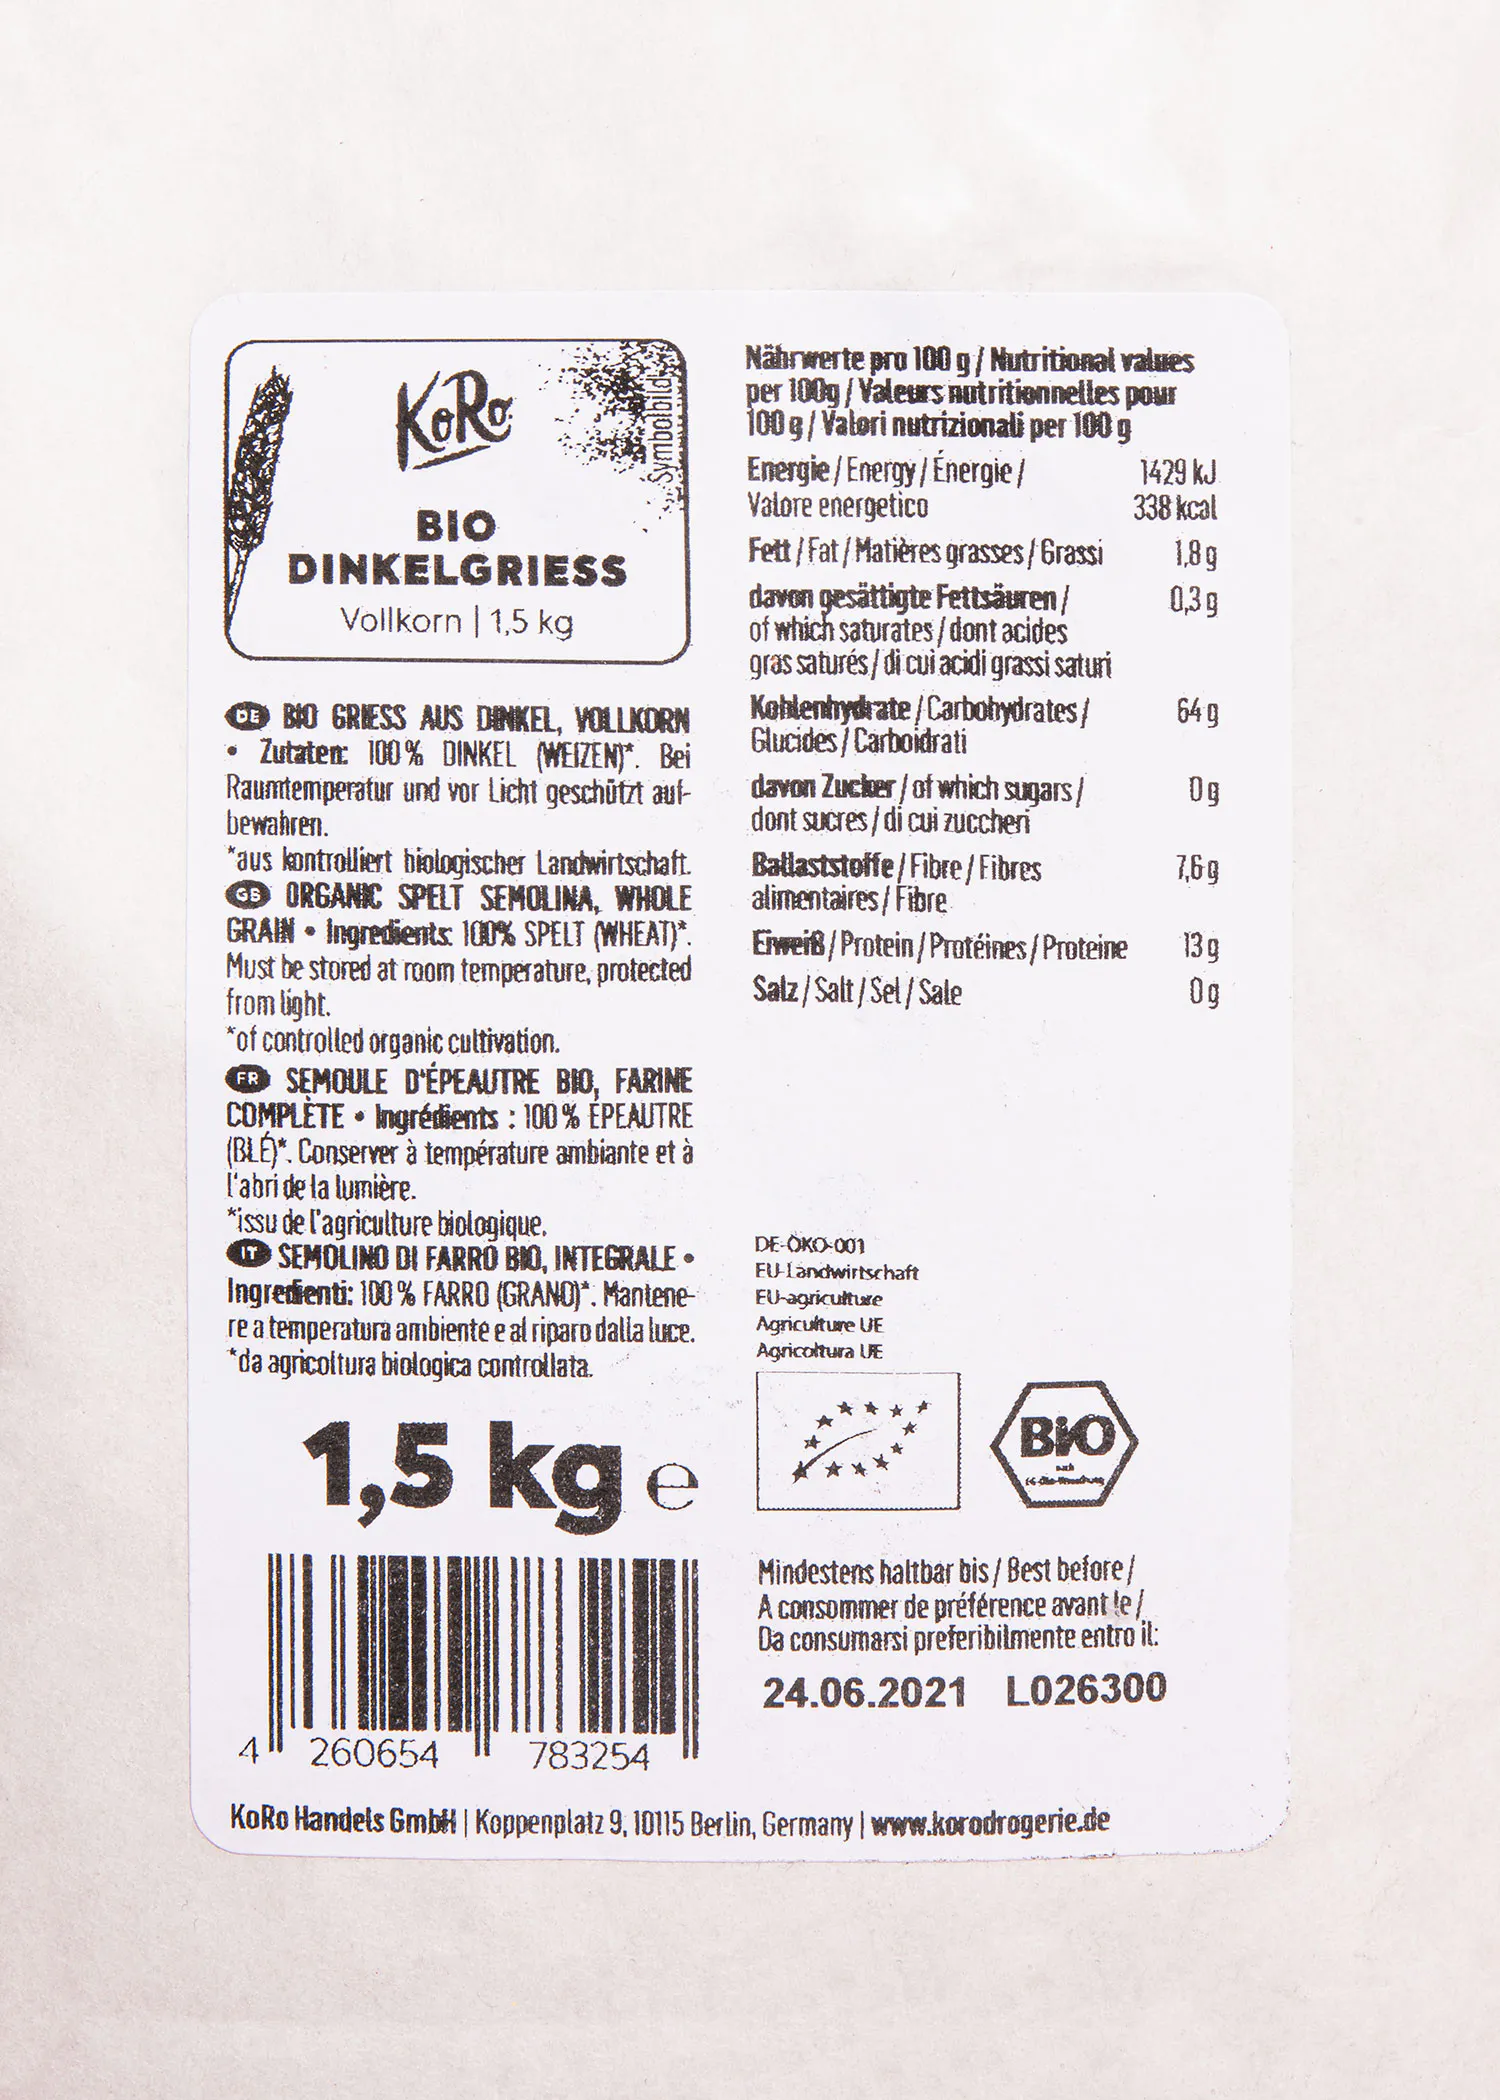 KoRo
Symbolbild
BIO
DINKELGRIESS
Vollkorn | 1,5 kg
DE BIO GRIESS AUS DINKEL, VOLLKORN
• Zutaten: 100 % DINKEL (WEIZEN)*. Bei
Raumtemperatur und vor Licht geschützt auf-
bewahren.
*aus kontrolliert biologischer Landwirtschaft.
GB ORGANIC SPELT SEMOLINA, WHOLE
GRAIN • Ingredients: 100% SPELT (WHEAT)*.
Must be stored at room temperature, protected
from light.
*of controlled organic cultivation.
FR SEMOULE D'ÉPEAUTRE BIO, FARINE
COMPLÈTE • Ingrédients : 100 % ÉPEAUTRE
(BLÉ)*. Conserver à température ambiante et à
l'abri de la lumière.
*issu de l'agriculture biologique.
IT SEMOLINO DI FARRO BIO, INTEGRALE •
Ingredienti: 100 % FARRO (GRANO)*. Mantene-
re a temperatura ambiente e al riparo dalla luce.
*da agricoltura biologica controllata.
1,5 kg e
4 260654 783254
Nährwerte pro 100 g / Nutritional values
per 100g / Valeurs nutritionnelles pour
100 g / Valori nutrizionali per 100 g
Energie / Energy / Énergie / 1429 kJ
Valore energetico 338 kcal
Fett / Fat / Matières grasses / Grassi 1,8 g
davon gesättigte Fettsäuren / 0,3 g
of which saturates / dont acides
gras saturés / di cui acidi grassi saturi
Kohlenhydrate / Carbohydrates / 64 g
Glucides / Carboidrati
davon Zucker / of which sugars / 0 g
dont sucres / di cui zuccheri
Ballaststoffe / Fibre / Fibres 7,6 g
alimentaires / Fibre
Eiweiß / Protein / Protéines / Proteine 13 g
Salz / Salt / Sel / Sale 0 g
DE-ÖKO-001
EU-Landwirtschaft
EU-agriculture
Agriculture UE
Agricoltura UE
BiO
nach
EG-Öko-Verordnung
Mindestens haltbar bis / Best before /
A consommer de préférence avant le /
Da consumarsi preferibilmente entro il:
24.06.2021 L026300
KoRo Handels GmbH | Koppenplatz 9, 10115 Berlin, Germany | www.korodrogerie.de